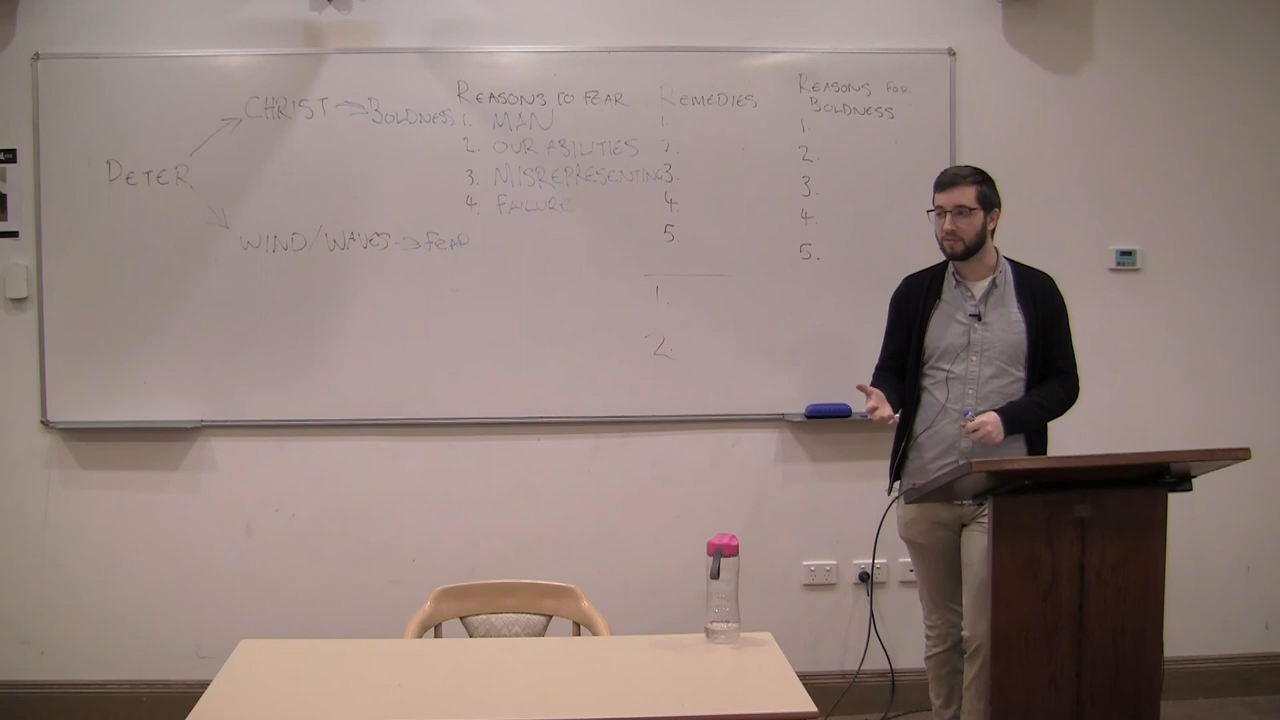 CHRIST → BOLDNESS
PETER
WIND/WAVES → FEAR
REASONS TO FEAR
1. MAN
2. OUR ABILITIES
3. MISREPRESENTING
4. FAILURE
REMEDIES
1.
2.
3.
4.
5.
1.
2.
REASONS FOR
BOLDNESS
1.
2.
3.
4.
5.